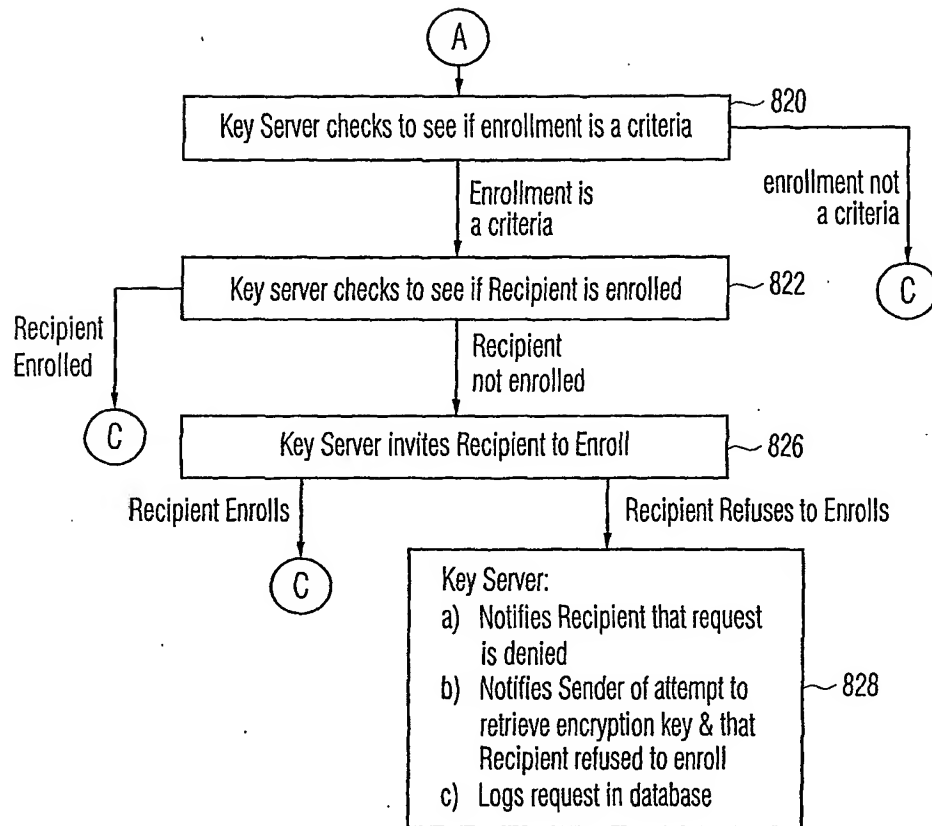 A
Key Server checks to see if enrollment is a criteria
820
Enrollment is
a criteria
enrollment not
a criteria
C
Key server checks to see if Recipient is enrolled
822
Recipient
Enrolled
C
Recipient
not enrolled
Key Server invites Recipient to Enroll
826
Recipient Enrolls
C
Recipient Refuses to Enrolls
Key Server:
a) Notifies Recipient that request
is denied
b) Notifies Sender of attempt to
retrieve encryption key & that
Recipient refused to enroll
c) Logs request in database
828